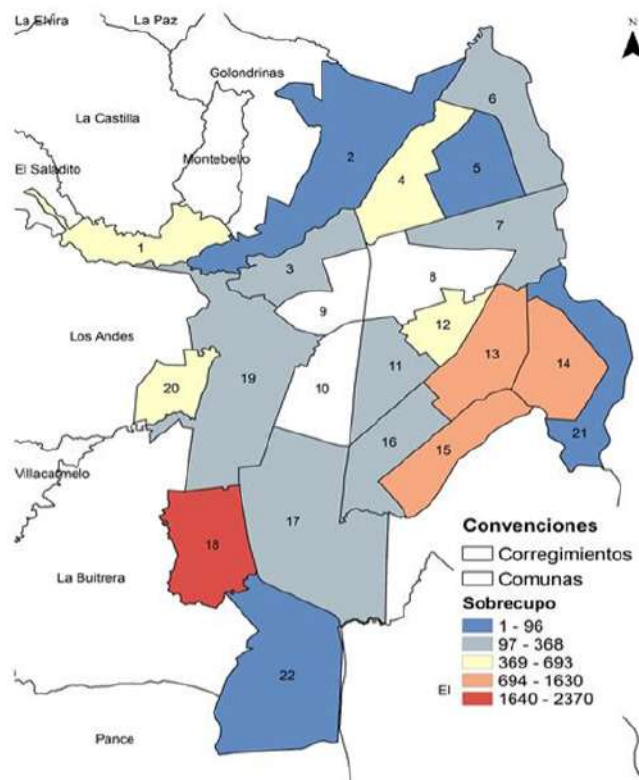 La Elvira
La Paz
N
Golondrinas
6
La Castilla
2
Montebello
El Saladito
4
5
1
7
3
8
9
12
Los Andes
13
14
20
19
10
11
16
21
15
Villacarmelo
17
Convenciones
18
Corregimientos
La Buitrera
Comunas
Sobrecupo
1 - 96
97 - 368
369 - 693
22
El
694 - 1630
1640 - 2370
Pance